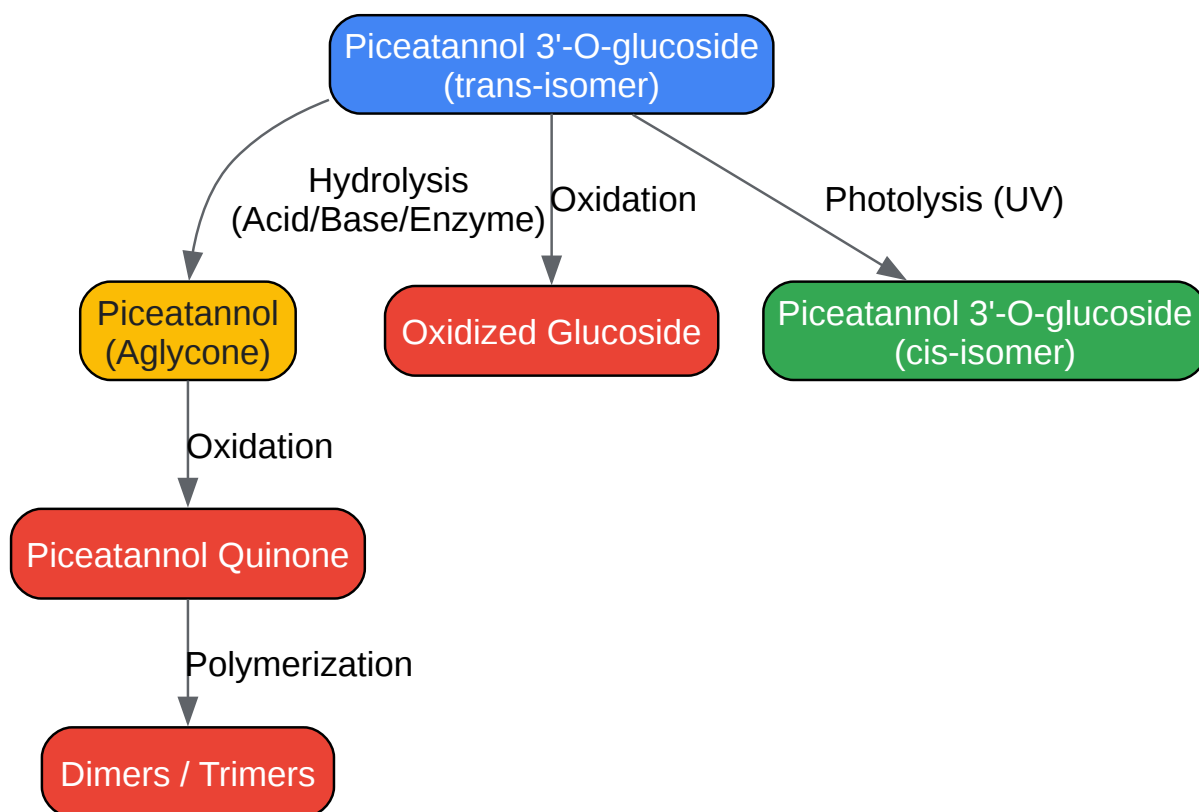 Piceatannol 3'-O-glucoside
(trans-isomer)
Hydrolysis
(Acid/Base/Enzyme)
Oxidation
Photolysis (UV)
Piceatannol
(Aglycone)
Oxidized Glucoside
Piceatannol 3'-O-glucoside
(cis-isomer)
Oxidation
Piceatannol Quinone
Polymerization
Dimers / Trimers